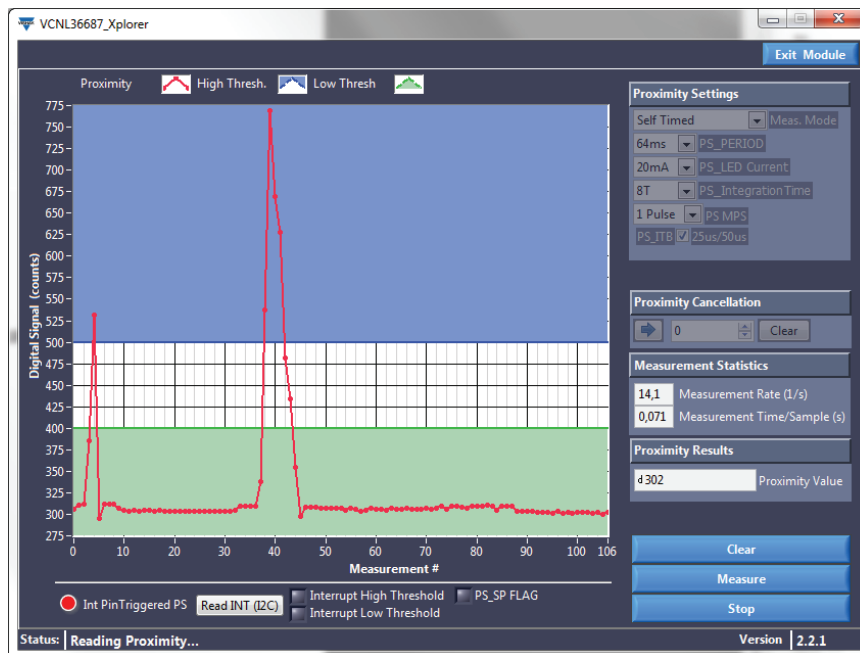 VCNL36687_Xplorer
Exit Module
Proximity High Thresh. Low Thresh
Digital Signal (counts)
775
750
725
700
675
650
625
600
575
550
525
500
475
450
425
400
375
350
325
300
275
0 10 20 30 40 50 60 70 80 90 100 106
Measurement #
Proximity Settings
Self Timed Meas. Mode
64ms PS_PERIOD
20mA PS_LED Current
8T PS_IntegrationTime
1 Pulse PS MPS
PS_ITB 25us/50us
Proximity Cancellation
0 Clear
Measurement Statistics
14,1 Measurement Rate (1/s)
0,071 Measurement Time/Sample (s)
Proximity Results
d 302 Proximity Value
Clear
Measure
Stop
Int PinTriggered PS Read INT (I2C)
Interrupt High Threshold PS_SP FLAG
Interrupt Low Threshold
Status: Reading Proximity... Version 2.2.1